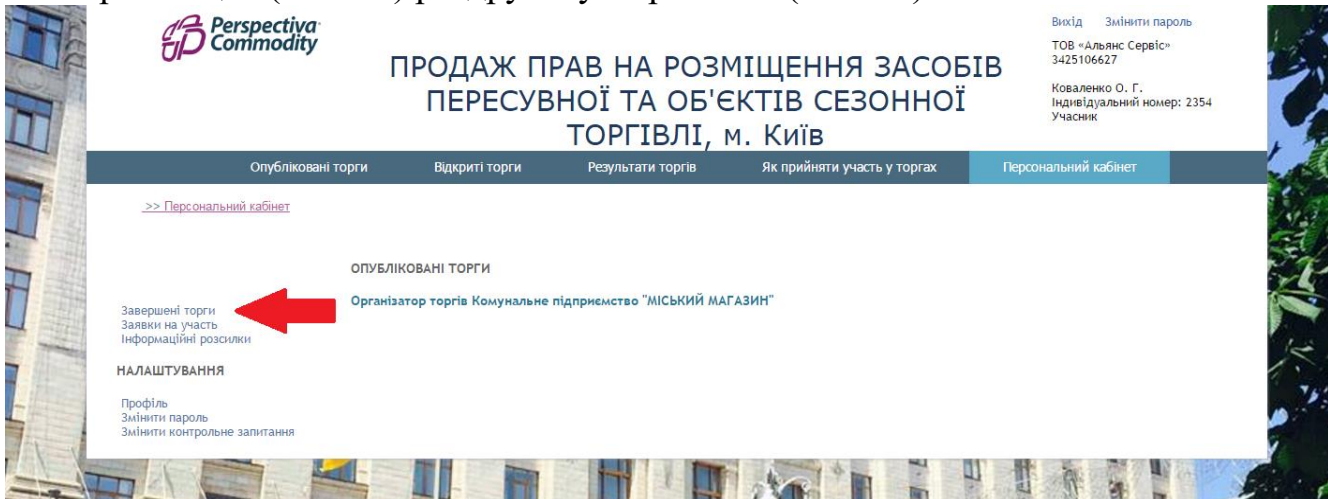 Perspectiva
Commodity
ПРОДАЖ ПРАВ НА РОЗМІЩЕННЯ ЗАСОБІВ
ПЕРЕСУВНОЇ ТА ОБ'ЄКТІВ СЕЗОННОЇ
ТОРГІВЛІ, м. Київ
Вихід Змінити пароль
ТОВ «Альянс Сервіс»
3425106627
Коваленко О. Г.
Індивідуальний номер: 2354
Учасник
Опубліковані торги Відкриті торги Результати торгів Як прийняти участь у торгах Персональний кабінет
>> Персональний кабінет
ОПУБЛІКОВАНІ ТОРГИ
Організатор торгів Комунальне підприємство "МІСЬКИЙ МАГАЗИН"
Завершені торги
Заявки на участь
Інформаційні розсилки
НАЛАШТУВАННЯ
Профіль
Змінити пароль
Змінити контрольне запитання